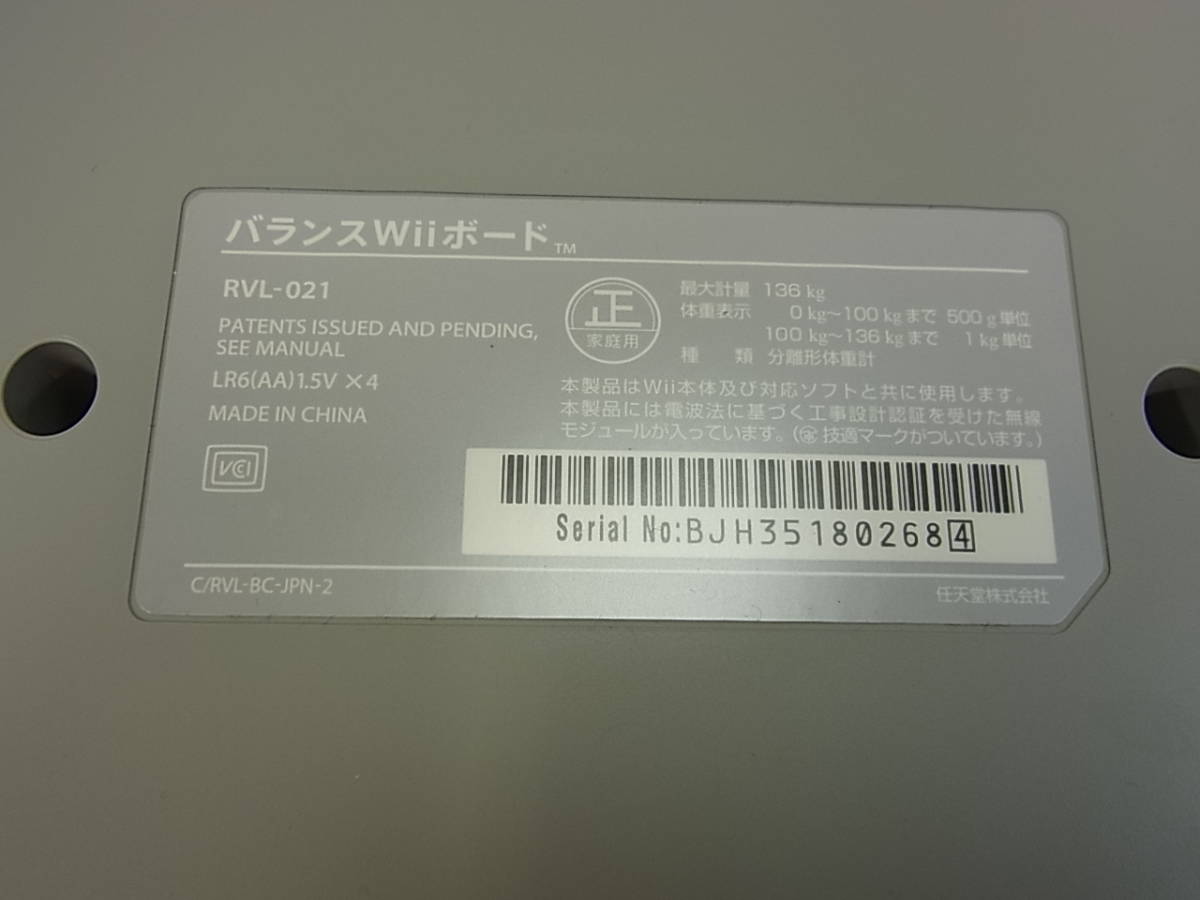 バランスWiiボード™
RVL-021
PATENTS ISSUED AND PENDING,
SEE MANUAL
LR6(AA)1.5V ×4
MADE IN CHINA
VCI
正
家庭用
最大計量 136 kg
体重表示 0 kg〜100 kgまで 500 g単位
100 kg〜136 kgまで 1 kg単位
種 類 分離形体重計
本製品はWii本体及び対応ソフトと共に使用します。
本製品には電波法に基づく工事設計認証を受けた無線
モジュールが入っています。(技適マークがついています。)
Serial No:BJH351802684
C/RVL-BC-JPN-2
任天堂株式会社